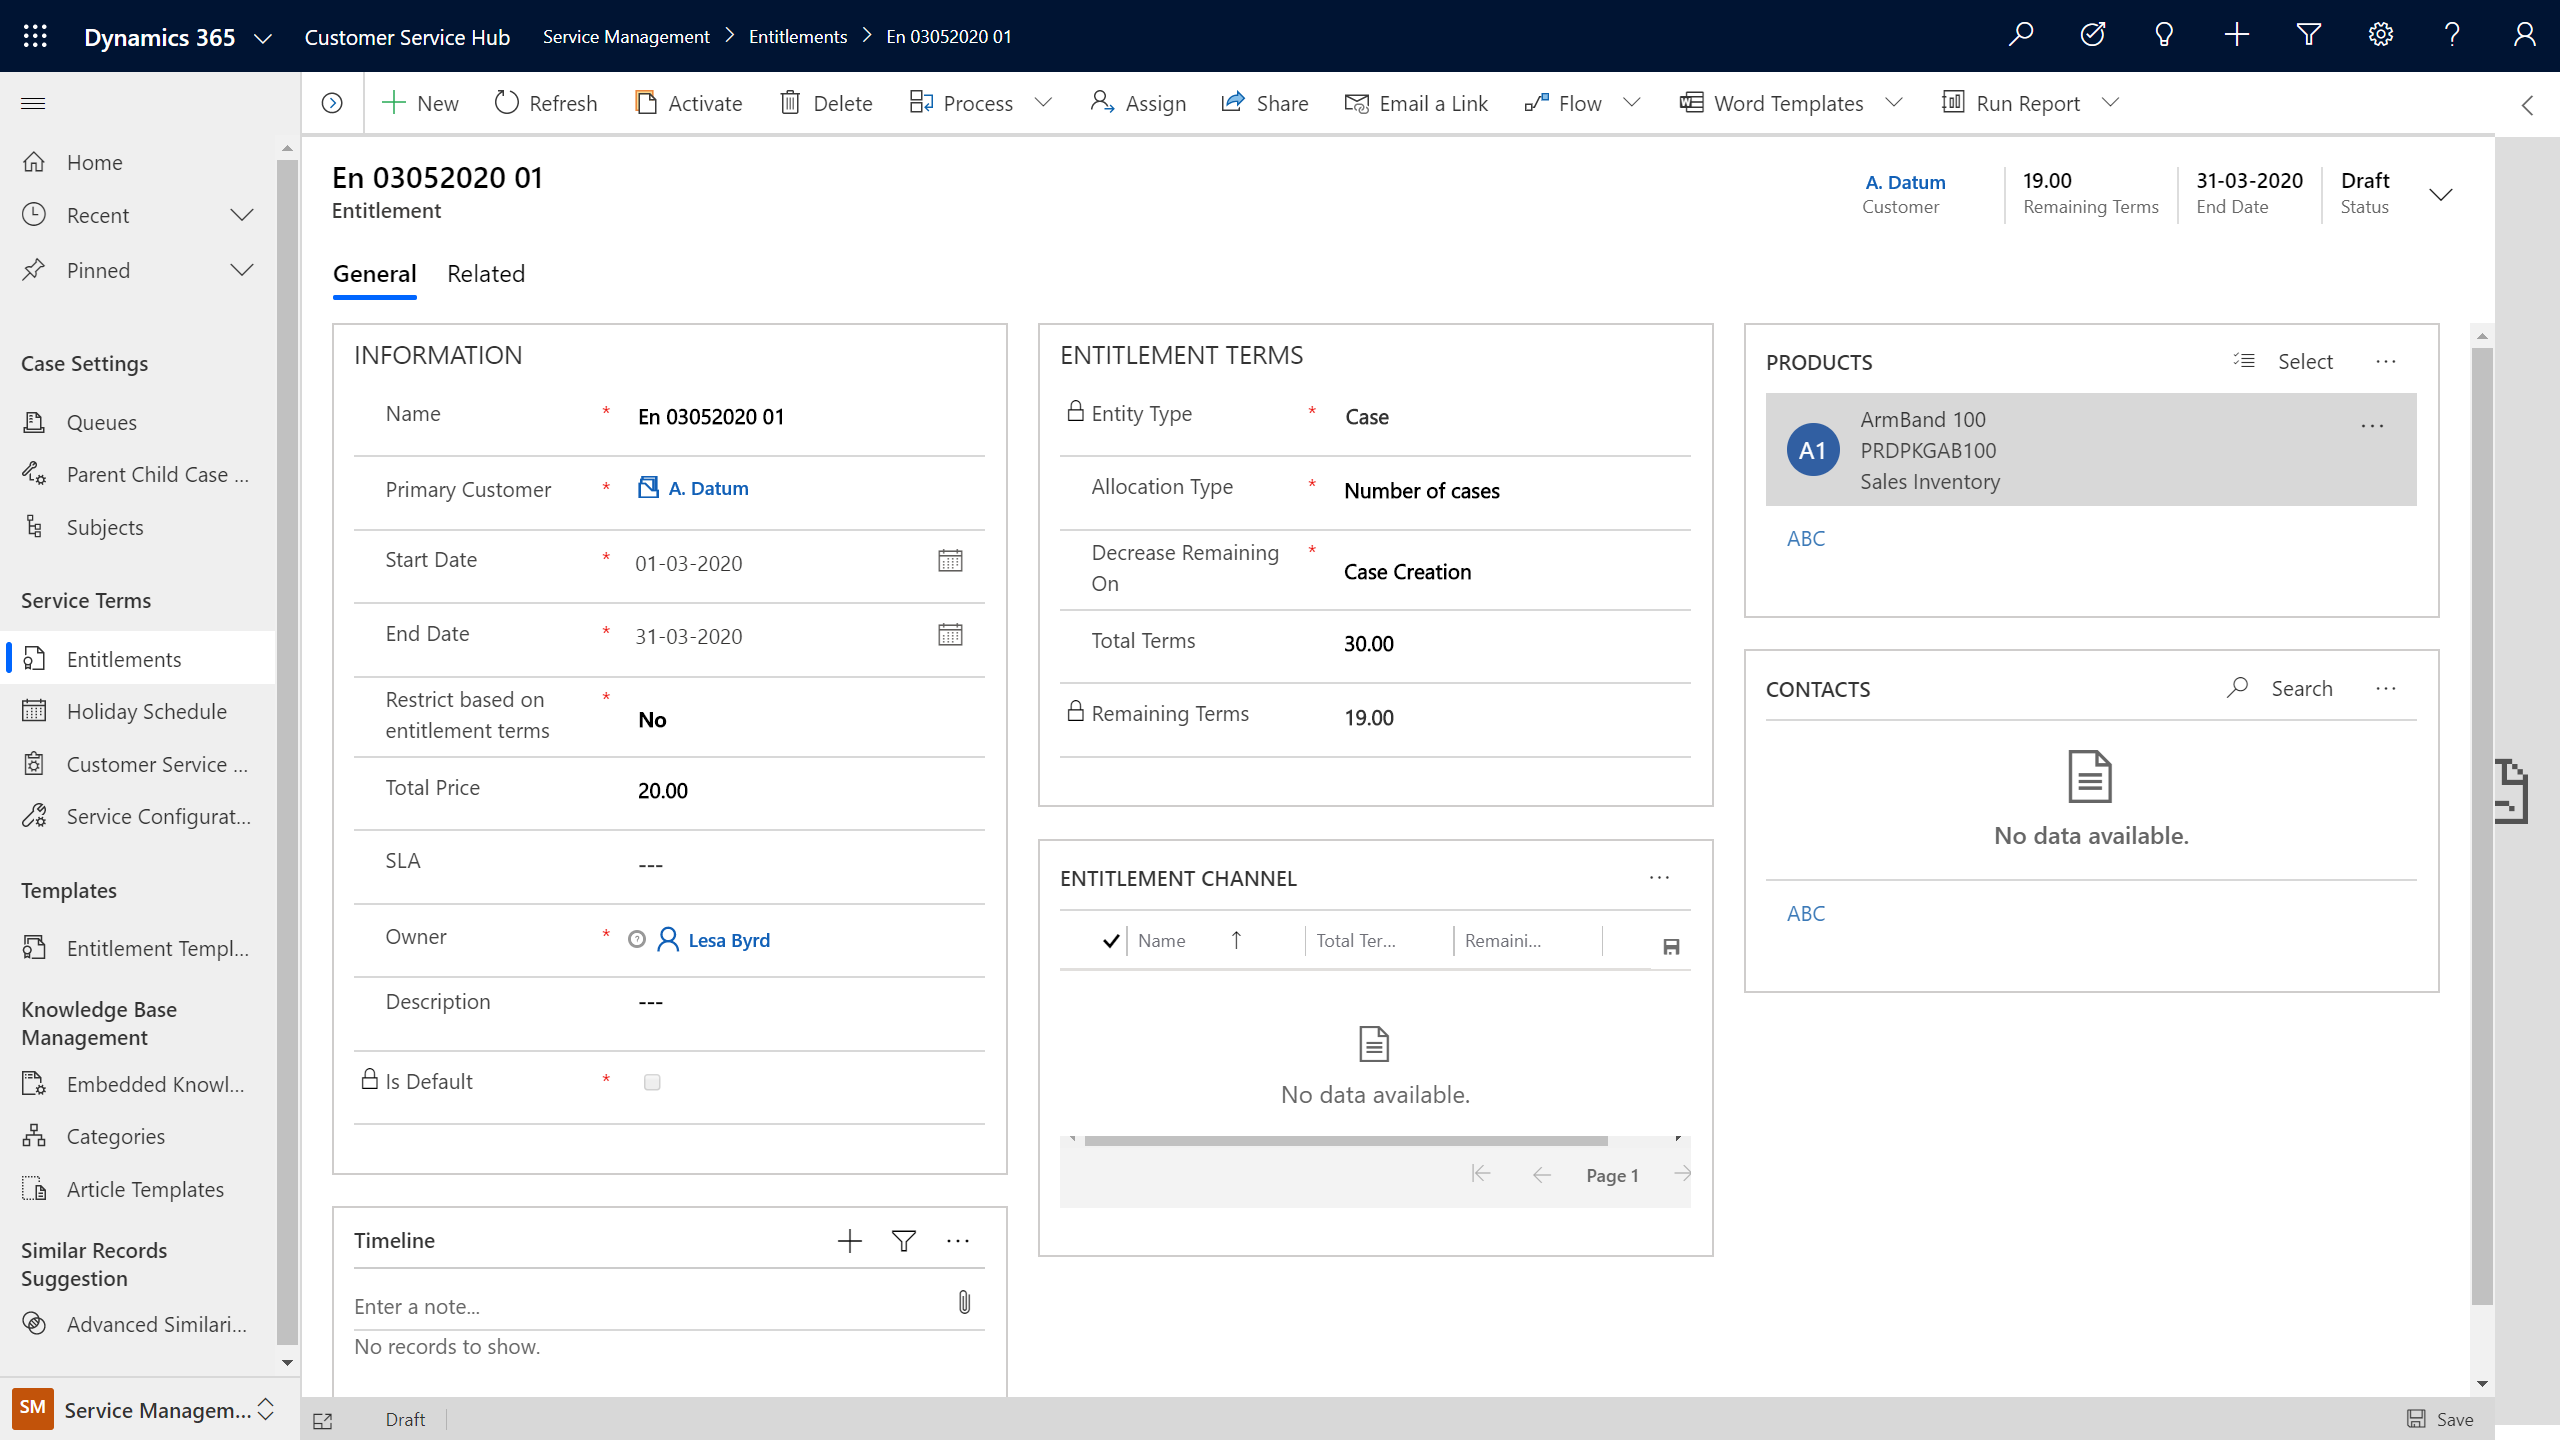 Dynamics 365 Customer Service Hub Service Management Entitlements En 03052020 01
New Refresh Activate Delete Process Assign Share Email a Link Flow Word Templates Run Report
Home
Recent
Pinned
Case Settings
Queues
Parent Child Case ...
Subjects
Service Terms
Entitlements
Holiday Schedule
Customer Service ...
Service Configurat...
Templates
Entitlement Templ...
Knowledge Base
Management
Embedded Knowl...
Categories
Article Templates
Similar Records
Suggestion
Advanced Similari...
SM Service Managem...
En 03052020 01
Entitlement
A. Datum
Customer
19.00
Remaining Terms
31-03-2020
End Date
Draft
Status
General Related
INFORMATION
Name * En 03052020 01
Primary Customer * A. Datum
Start Date * 01-03-2020
End Date * 31-03-2020
Restrict based on
entitlement terms * No
Total Price 20.00
SLA ---
Owner * Lesa Byrd
Description ---
Is Default *
Timeline
Enter a note...
No records to show.
ENTITLEMENT TERMS
Entity Type * Case
Allocation Type * Number of cases
Decrease Remaining
On * Case Creation
Total Terms 30.00
Remaining Terms 19.00
ENTITLEMENT CHANNEL ...
Name Total Ter... Remaini...
No data available.
Page 1
PRODUCTS Select ...
A1
ArmBand 100 ...
PRDPKGAB100
Sales Inventory
ABC
CONTACTS Search ...
No data available.
ABC
Draft
Save